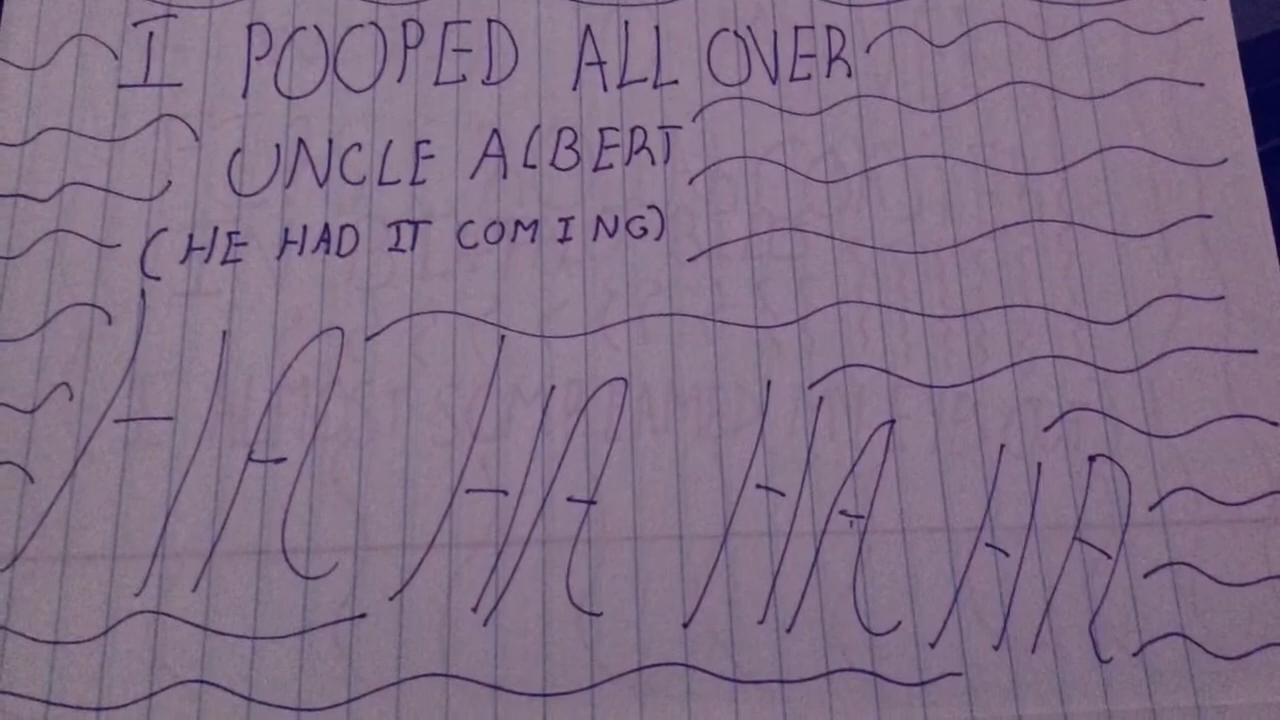 I POOPED ALL OVER
UNCLE ALBERT
(HE HAD IT COMING)
HA HA HA HA